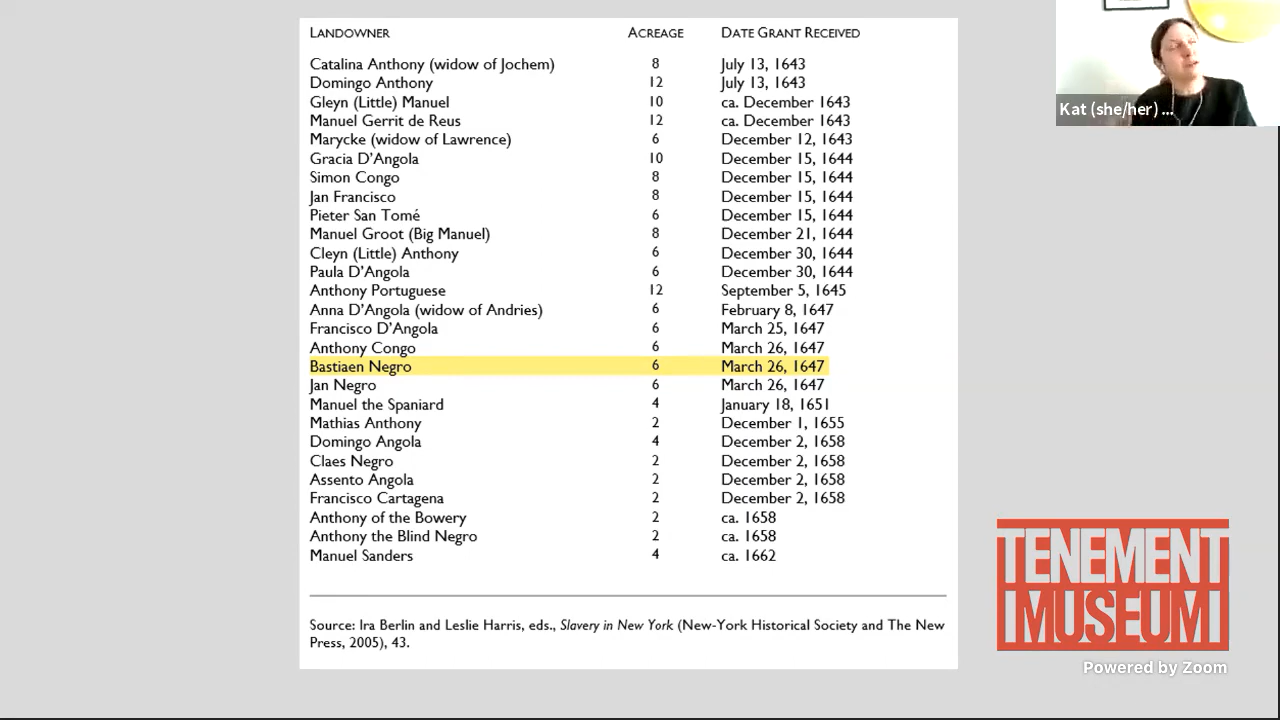 LANDOWNER ACREAGE DATE GRANT RECEIVED
Catalina Anthony (widow of Jochem) 8 July 13, 1643
Domingo Anthony 12 July 13, 1643
Gleyn (Little) Manuel 10 ca. December 1643
Manuel Gerrit de Reus 12 ca. December 1643
Marycke (widow of Lawrence) 6 December 12, 1643
Gracia D'Angola 10 December 15, 1644
Simon Congo 8 December 15, 1644
Jan Francisco 8 December 15, 1644
Pieter San Tomé 6 December 15, 1644
Manuel Groot (Big Manuel) 8 December 21, 1644
Cleyn (Little) Anthony 6 December 30, 1644
Paula D'Angola 6 December 30, 1644
Anthony Portuguese 12 September 5, 1645
Anna D'Angola (widow of Andries) 6 February 8, 1647
Francisco D'Angola 6 March 25, 1647
Anthony Congo 6 March 26, 1647
Bastiaen Negro 6 March 26, 1647
Jan Negro 6 March 26, 1647
Manuel the Spaniard 4 January 18, 1651
Mathias Anthony 2 December 1, 1655
Domingo Angola 4 December 2, 1658
Claes Negro 2 December 2, 1658
Assento Angola 2 December 2, 1658
Francisco Cartagena 2 December 2, 1658
Anthony of the Bowery 2 ca. 1658
Anthony the Blind Negro 2 ca. 1658
Manuel Sanders 4 ca. 1662
Source: Ira Berlin and Leslie Harris, eds., Slavery in New York (New-York Historical Society and The New
Press, 2005), 43.
Kat (she/her) ...
TENEMENT
MUSEUM
Powered by Zoom